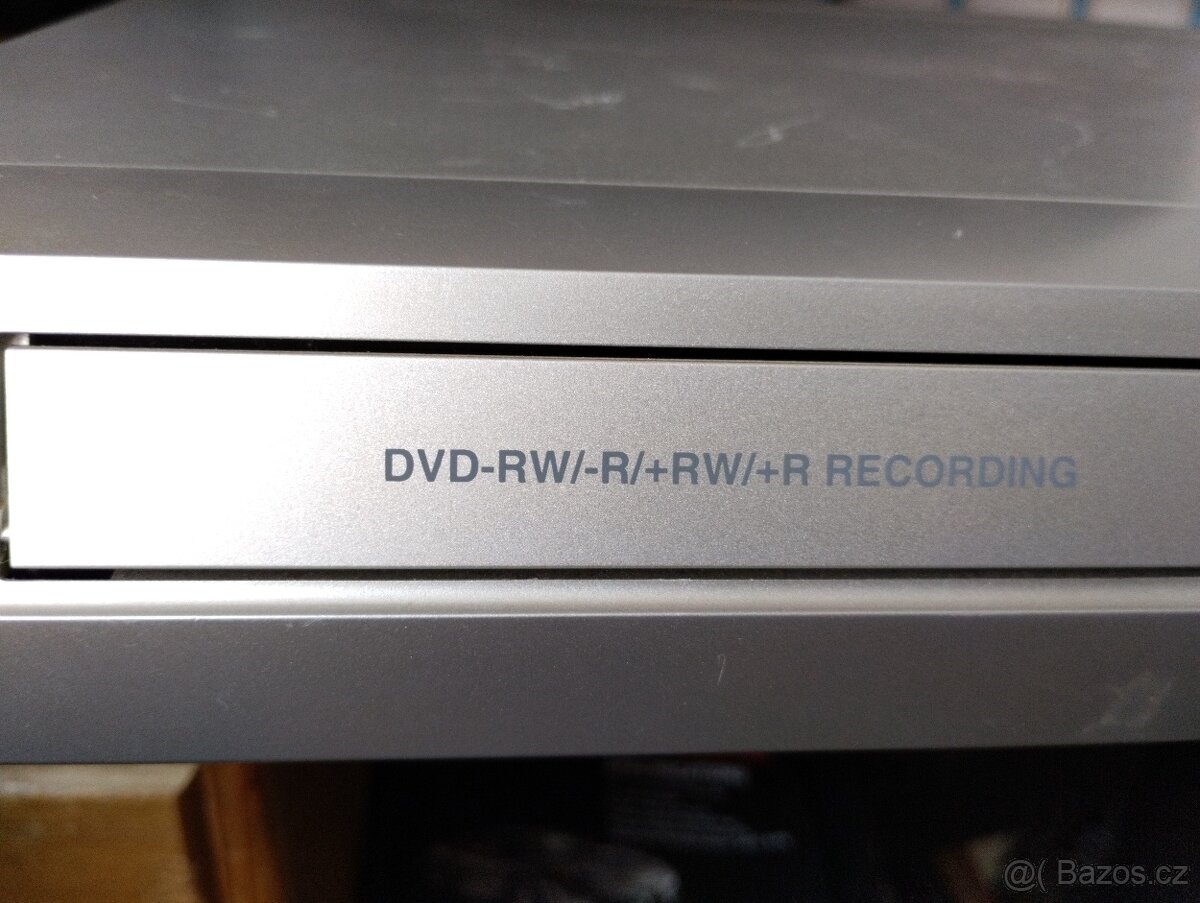 DVD-RW/-R/+RW/+R RECORDING
@( Bazos.cz